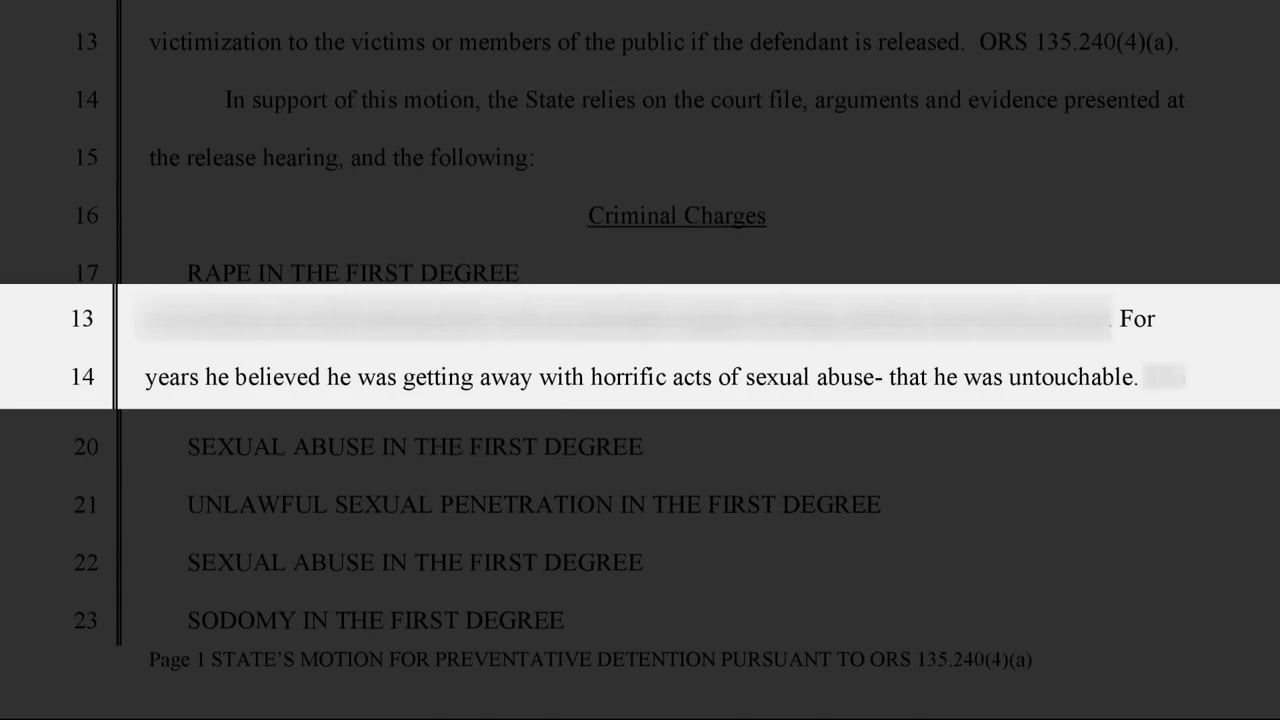 13 victimization to the victims or members of the public if the defendant is released. ORS 135.240(4)(a).
14 In support of this motion, the State relies on the court file, arguments and evidence presented at
15 the release hearing, and the following:
16 Criminal Charges
17 RAPE IN THE FIRST DEGREE
13 . For
14 years he believed he was getting away with horrific acts of sexual abuse- that he was untouchable.
20 SEXUAL ABUSE IN THE FIRST DEGREE
21 UNLAWFUL SEXUAL PENETRATION IN THE FIRST DEGREE
22 SEXUAL ABUSE IN THE FIRST DEGREE
23 SODOMY IN THE FIRST DEGREE
Page 1 STATE'S MOTION FOR PREVENTATIVE DETENTION PURSUANT TO ORS 135.240(4)(a)